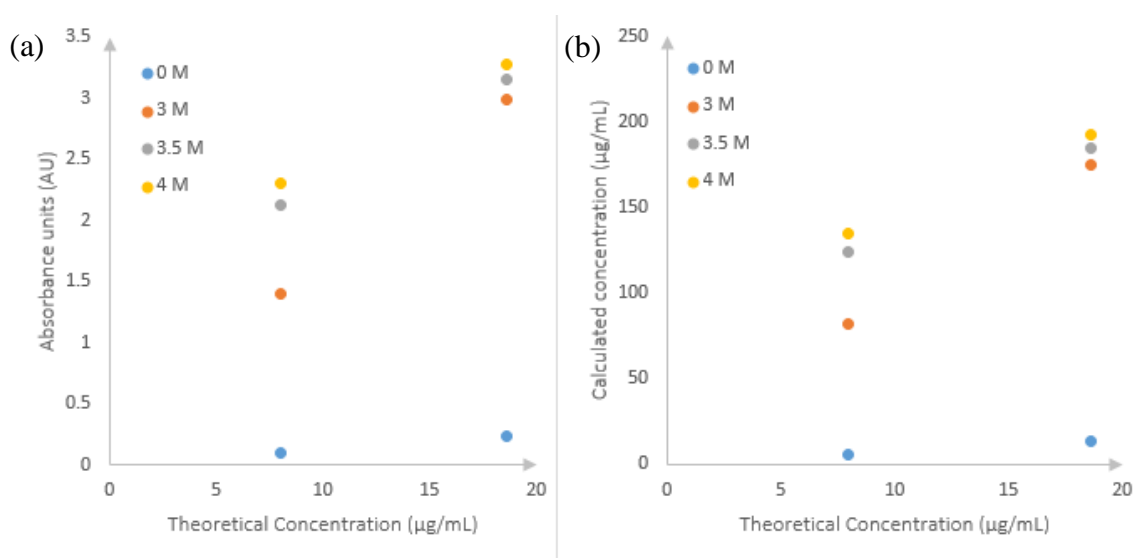 (a)
Absorbance units (AU)
3.5
3
2.5
2
1.5
1
0.5
0
0 M
3 M
3.5 M
4 M
0
5
10
15
20
Theoretical Concentration (µg/mL)
(b)
Calculated concentration (µg/mL)
250
200
150
100
50
0
0 M
3 M
3.5 M
4 M
0
5
10
15
20
Theoretical Concentration (µg/mL)